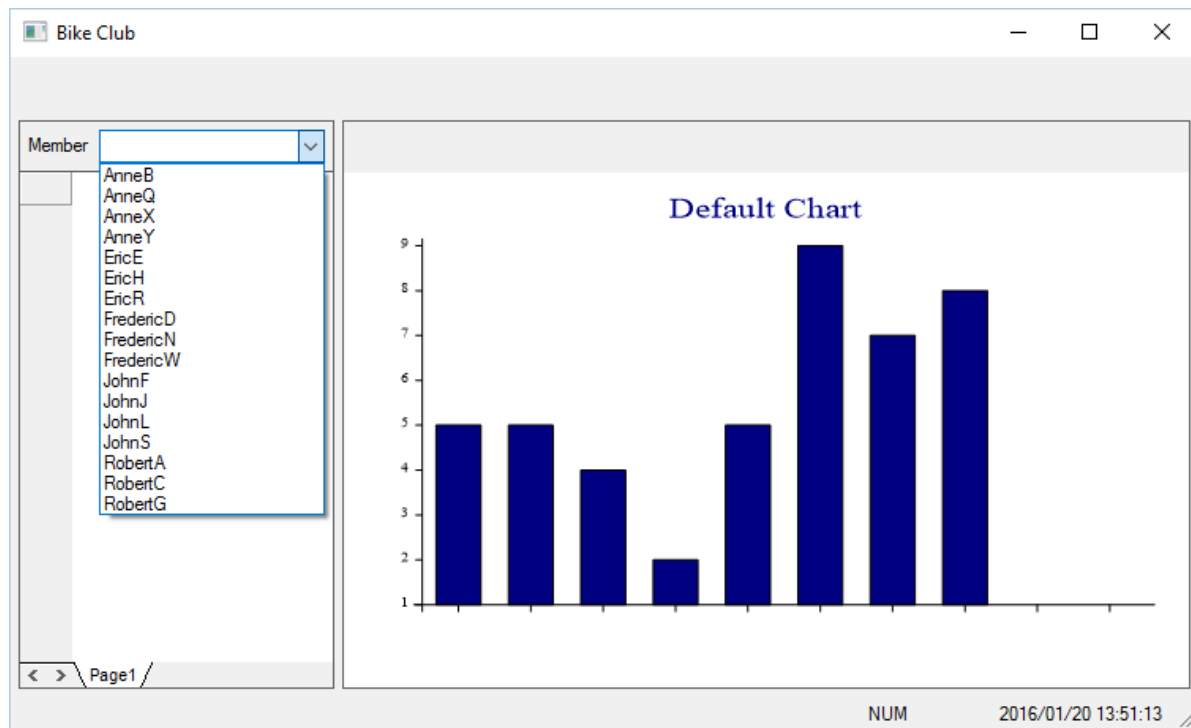 Bike Club
Member
AnneB
AnneQ
AnneX
AnneY
EricE
EricH
EricR
FredericD
FredericN
FredericW
JohnF
JohnJ
JohnL
JohnS
RobertA
RobertC
RobertG
Page1
Default Chart
9
8
7
6
5
4
3
2
1
NUM 2016/01/20 13:51:13